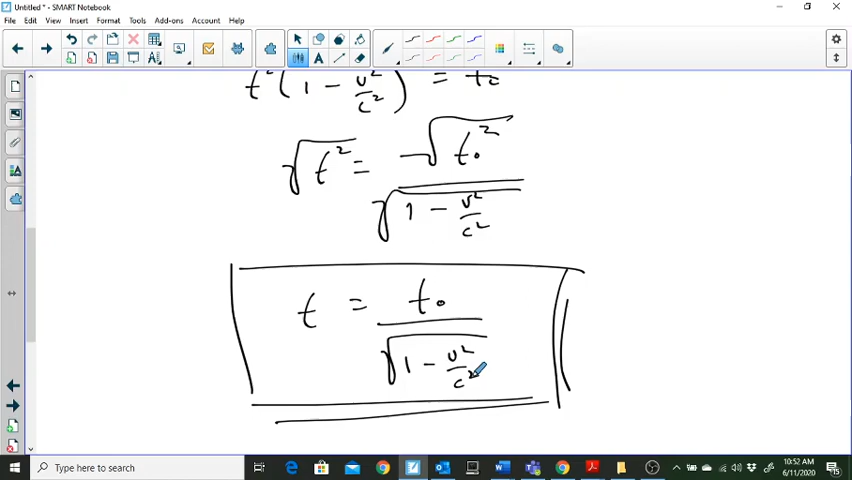 Untitled * - SMART Notebook
File Edit View Insert Format Tools Add-ons Account Help
t²(1 - v²/c²) = t₀
√t² = √t₀² / √(1 - v²/c²)
t = t₀ / √(1 - v²/c²)
Type here to search
10:52 AM
6/11/2020